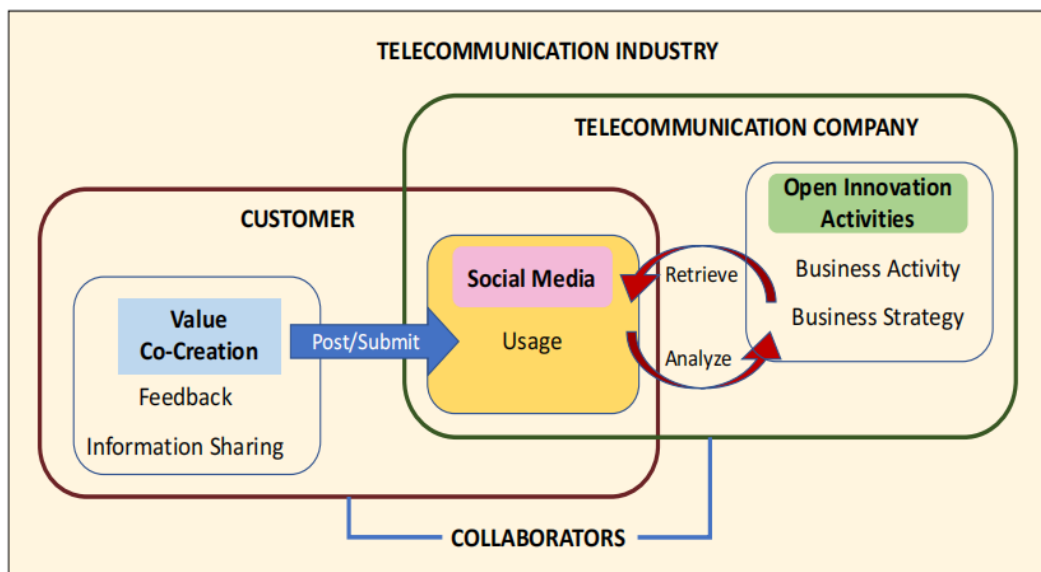 TELECOMMUNICATION INDUSTRY
TELECOMMUNICATION COMPANY
Open Innovation
Activities
Business Activity
Business Strategy
CUSTOMER
Value
Co-Creation
Feedback
Information Sharing
Post/Submit
Social Media
Usage
Retrieve
Analyze
COLLABORATORS